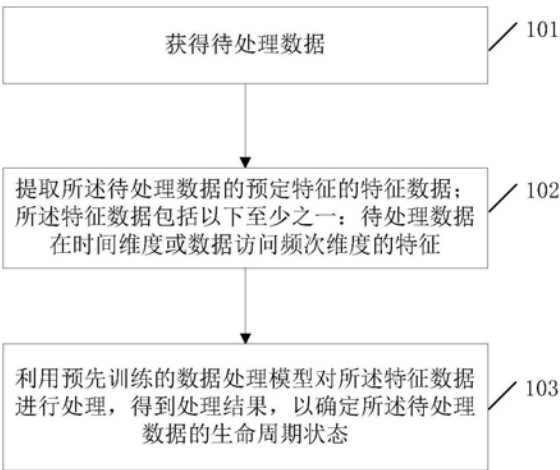 获得待处理数据
101
提取所述待处理数据的预定特征的特征数据;
所述特征数据包括以下至少之一：待处理数据
在时间维度或数据访问频次维度的特征
102
利用预先训练的数据处理模型对所述特征数据
进行处理，得到处理结果，以确定所述待处理
数据的生命周期状态
103